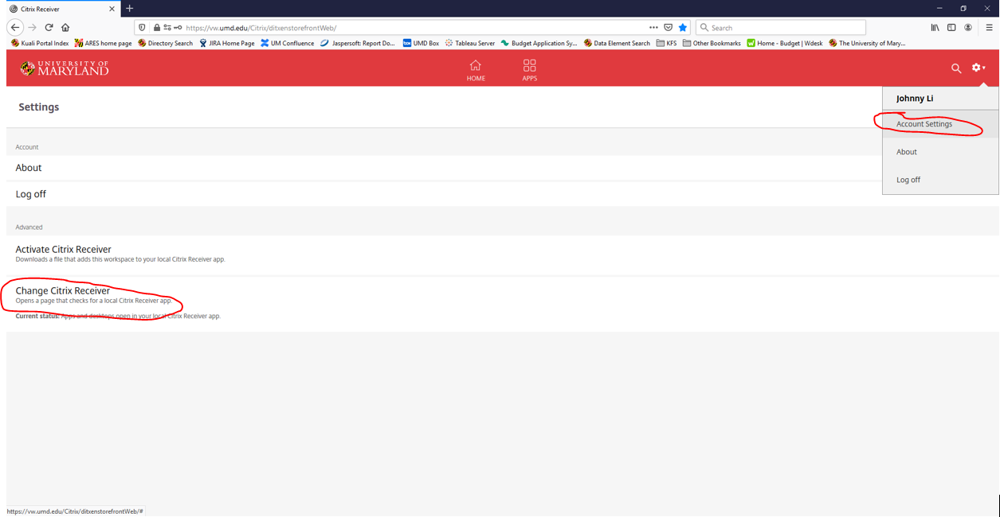 Citrix Receiver
https://vw.umd.edu/Citrix/ditxenstorefrontWeb/
Search
Kuali Portal Index ARES home page Directory Search JIRA Home Page UM Confluence Jaspersoft: Report Do... UMD Box Tableau Server Budget Application Sy... Data Element Search KFS Other Bookmarks Home - Budget | Wdesk The University of Mary...
UNIVERSITY OF
MARYLAND
HOME
APPS
Settings
Johnny Li
Account Settings
About
Log off
Account
About
Log off
Advanced
Activate Citrix Receiver
Downloads a file that adds this workspace to your local Citrix Receiver app.
Change Citrix Receiver
Opens a page that checks for a local Citrix Receiver app.
Current status: Apps and desktops open in your local Citrix Receiver app.
https://vw.umd.edu/Citrix/ditxenstorefrontWeb/#